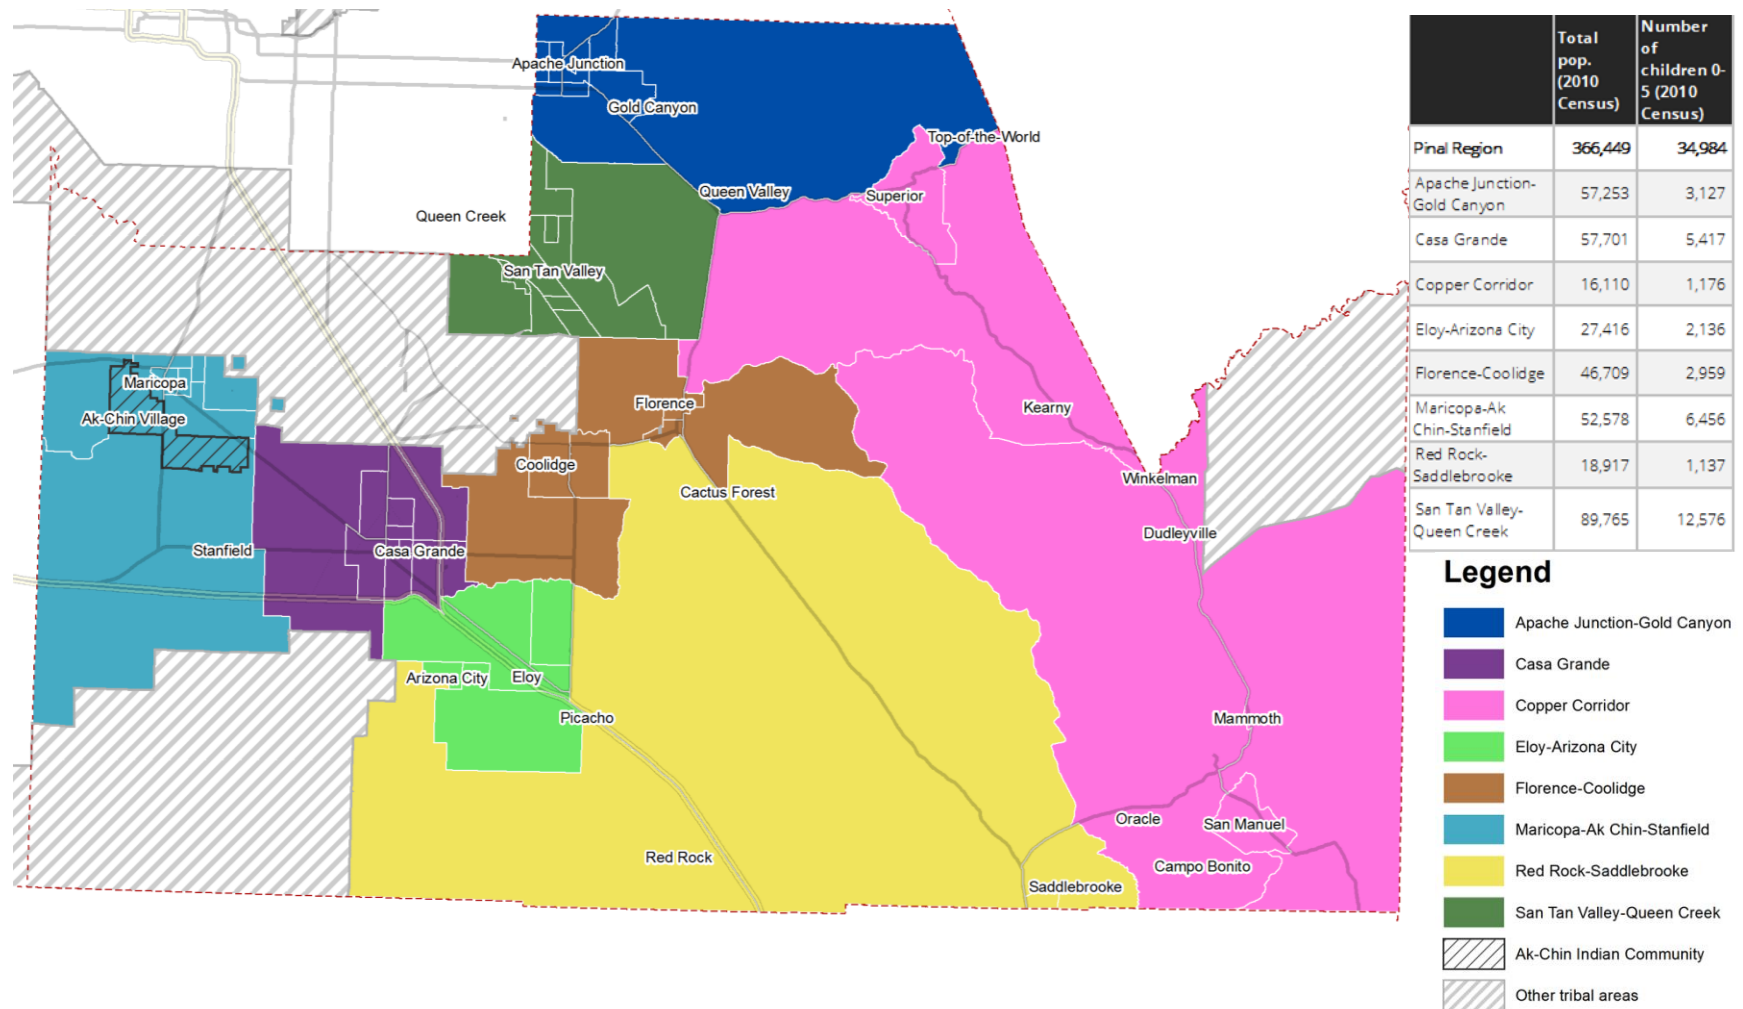 Total
pop.
(2010
Census)
Number
of
children 0-
5 (2010
Census)
Pinal Region 366,449 34,984
Apache Junction-
Gold Canyon 57,253 3,127
Casa Grande 57,701 5,417
Copper Corridor 16,110 1,176
Eloy-Arizona City 27,416 2,136
Florence-Coolidge 46,709 2,959
Maricopa-Ak
Chin-Stanfield 52,578 6,456
Red Rock-
Saddlebrooke 18,917 1,137
San Tan Valley-
Queen Creek 89,765 12,576
Apache Junction
Gold Canyon
Top-of-the-World
Queen Valley
Superior
Queen Creek
San Tan Valley
Maricopa
Ak-Chin Village
Florence
Kearny
Coolidge
Cactus Forest
Winkelman
Dudleyville
Stanfield
Casa Grande
Arizona City
Eloy
Picacho
Mammoth
Oracle
San Manuel
Red Rock
Campo Bonito
Saddlebrooke
Legend
Apache Junction-Gold Canyon
Casa Grande
Copper Corridor
Eloy-Arizona City
Florence-Coolidge
Maricopa-Ak Chin-Stanfield
Red Rock-Saddlebrooke
San Tan Valley-Queen Creek
Ak-Chin Indian Community
Other tribal areas